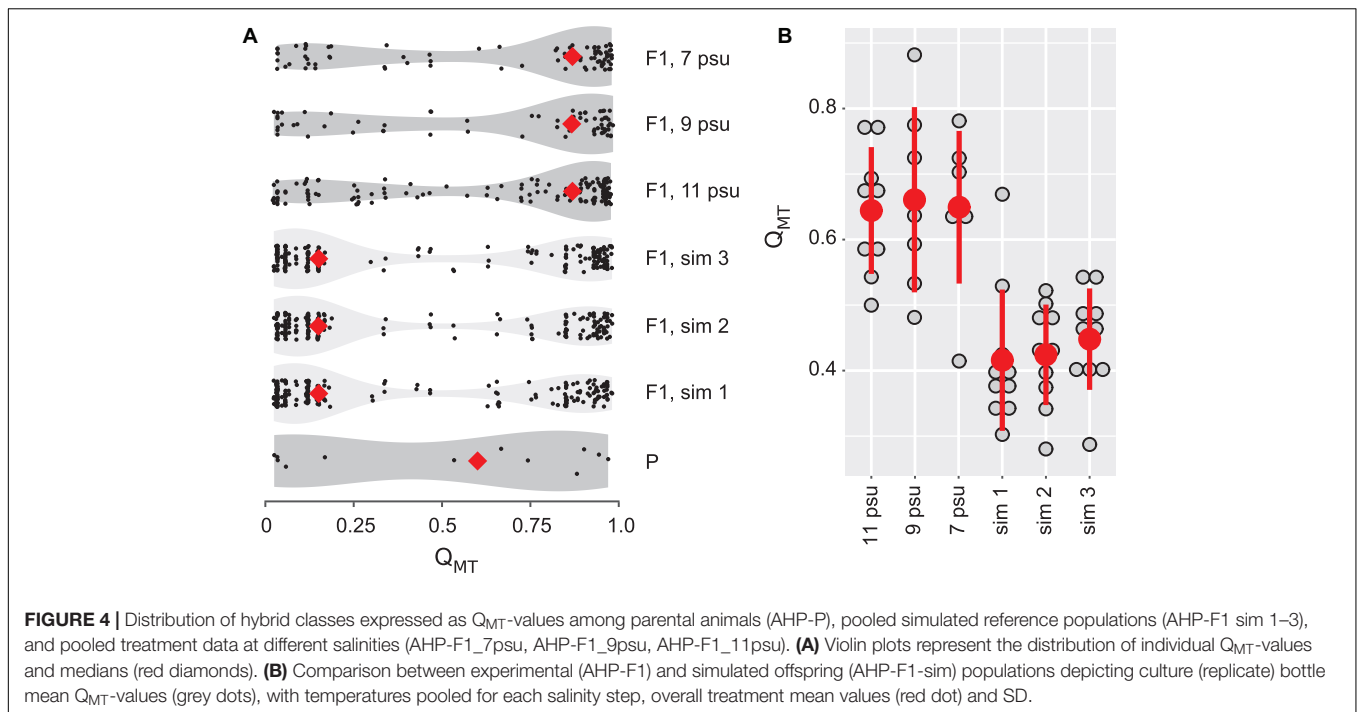 A
F1, 7 psu
F1, 9 psu
F1, 11 psu
F1, sim 3
F1, sim 2
F1, sim 1
P
0 0.25 0.5 0.75 1.0
QMT
B
QMT
0.8
0.6
0.4
11 psu
9 psu
7 psu
sim 1
sim 2
sim 3
FIGURE 4 | Distribution of hybrid classes expressed as QMT-values among parental animals (AHP-P), pooled simulated reference populations (AHP-F1 sim 1–3),
and pooled treatment data at different salinities (AHP-F1_7psu, AHP-F1_9psu, AHP-F1_11psu). (A) Violin plots represent the distribution of individual QMT-values
and medians (red diamonds). (B) Comparison between experimental (AHP-F1) and simulated offspring (AHP-F1-sim) populations depicting culture (replicate) bottle
mean QMT-values (grey dots), with temperatures pooled for each salinity step, overall treatment mean values (red dot) and SD.